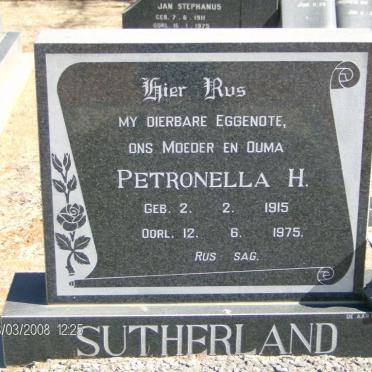 JAN STEPHANUS
GEB. 7 · 6 · 1911
OORL. 16 · 1 · 1975
Hier Rus
MY DIERBARE EGGENOTE,
ONS MOEDER EN OUMA
PETRONELLA H.
GEB. 2. 2. 1915
OORL. 12. 6. 1975.
RUS SAG.
/03/2008 12:25
SUTHERLAND